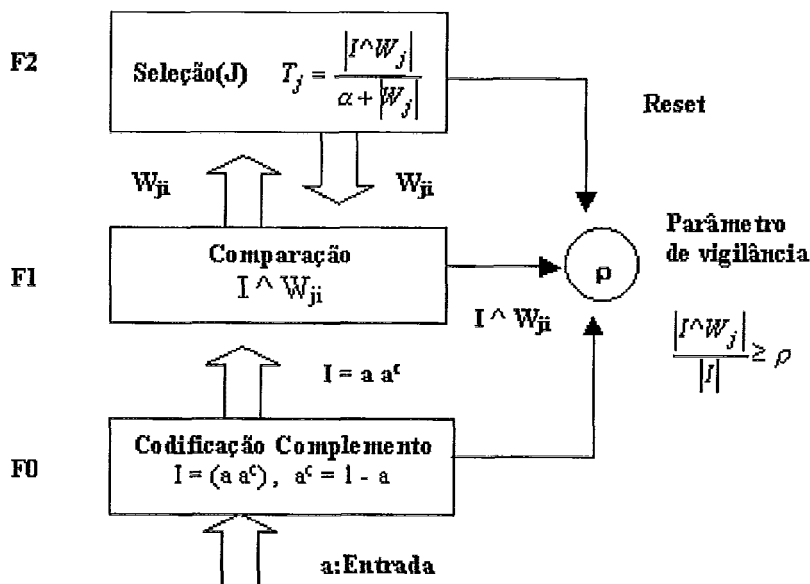 F2
Seleção(J) T_j = |I^W_j| / (α + |W_j|)
Reset
W_ji
W_ji
Parâmetro
de vigilância
F1
Comparação
I ^ W_ji
ρ
I ^ W_ji
|I^W_j| / |I| ≥ ρ
I = a a^c
F0
Codificação Complemento
I = (a a^c) , a^c = 1 - a
a:Entrada